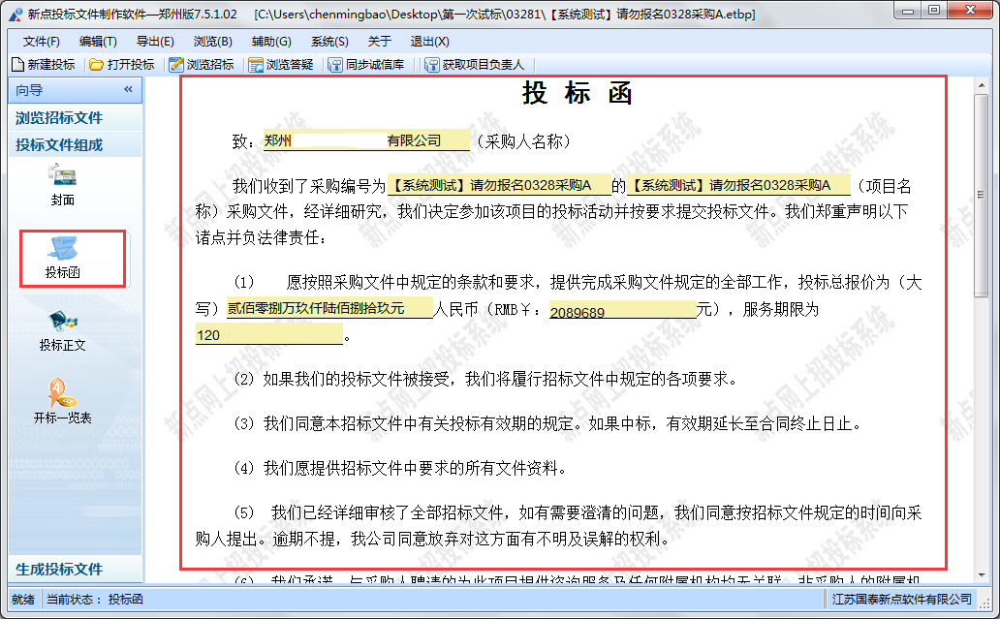 新点投标文件制作软件—郑州版7.5.1.02 [C:\Users\chenmingbao\Desktop\第一次试标\03281\【系统测试】请勿报名0328采购A.etbp]
文件(F) 编辑(T) 导出(E) 浏览(B) 辅助(G) 系统(S) 关于 退出(X)
新建投标 打开投标 浏览招标 浏览答疑 同步诚信库 获取项目负责人
向导 «
浏览招标文件
投标文件组成
封面
投标函
投标正文
开标一览表
生成投标文件
投 标 函
致：郑州 有限公司（采购人名称）
我们收到了采购编号为【系统测试】请勿报名0328采购A的【系统测试】请勿报名0328采购A（项目名
称）采购文件，经详细研究，我们决定参加该项目的投标活动并按要求提交投标文件。我们郑重声明以下
诸点并负法律责任：
（1） 愿按照采购文件中规定的条款和要求，提供完成采购文件规定的全部工作，投标总报价为（大
写）贰佰零捌万玖仟陆佰捌拾玖元人民币（RMB￥：2089689元），服务期限为
120。
（2）如果我们的投标文件被接受，我们将履行招标文件中规定的各项要求。
（3）我们同意本招标文件中有关投标有效期的规定。如果中标，有效期延长至合同终止日止。
（4）我们愿提供招标文件中要求的所有文件资料。
（5） 我们已经详细审核了全部招标文件，如有需要澄清的问题，我们同意按招标文件规定的时间向采
购人提出。逾期不提，我公司同意放弃对这方面有不明及误解的权利。
（6）我们承诺，与采购人聘请的为此项目提供咨询服务及任何附属机构均无关联，非采购人的附属机
新点网上招投标系统
就绪 当前状态： 投标函 江苏国泰新点软件有限公司